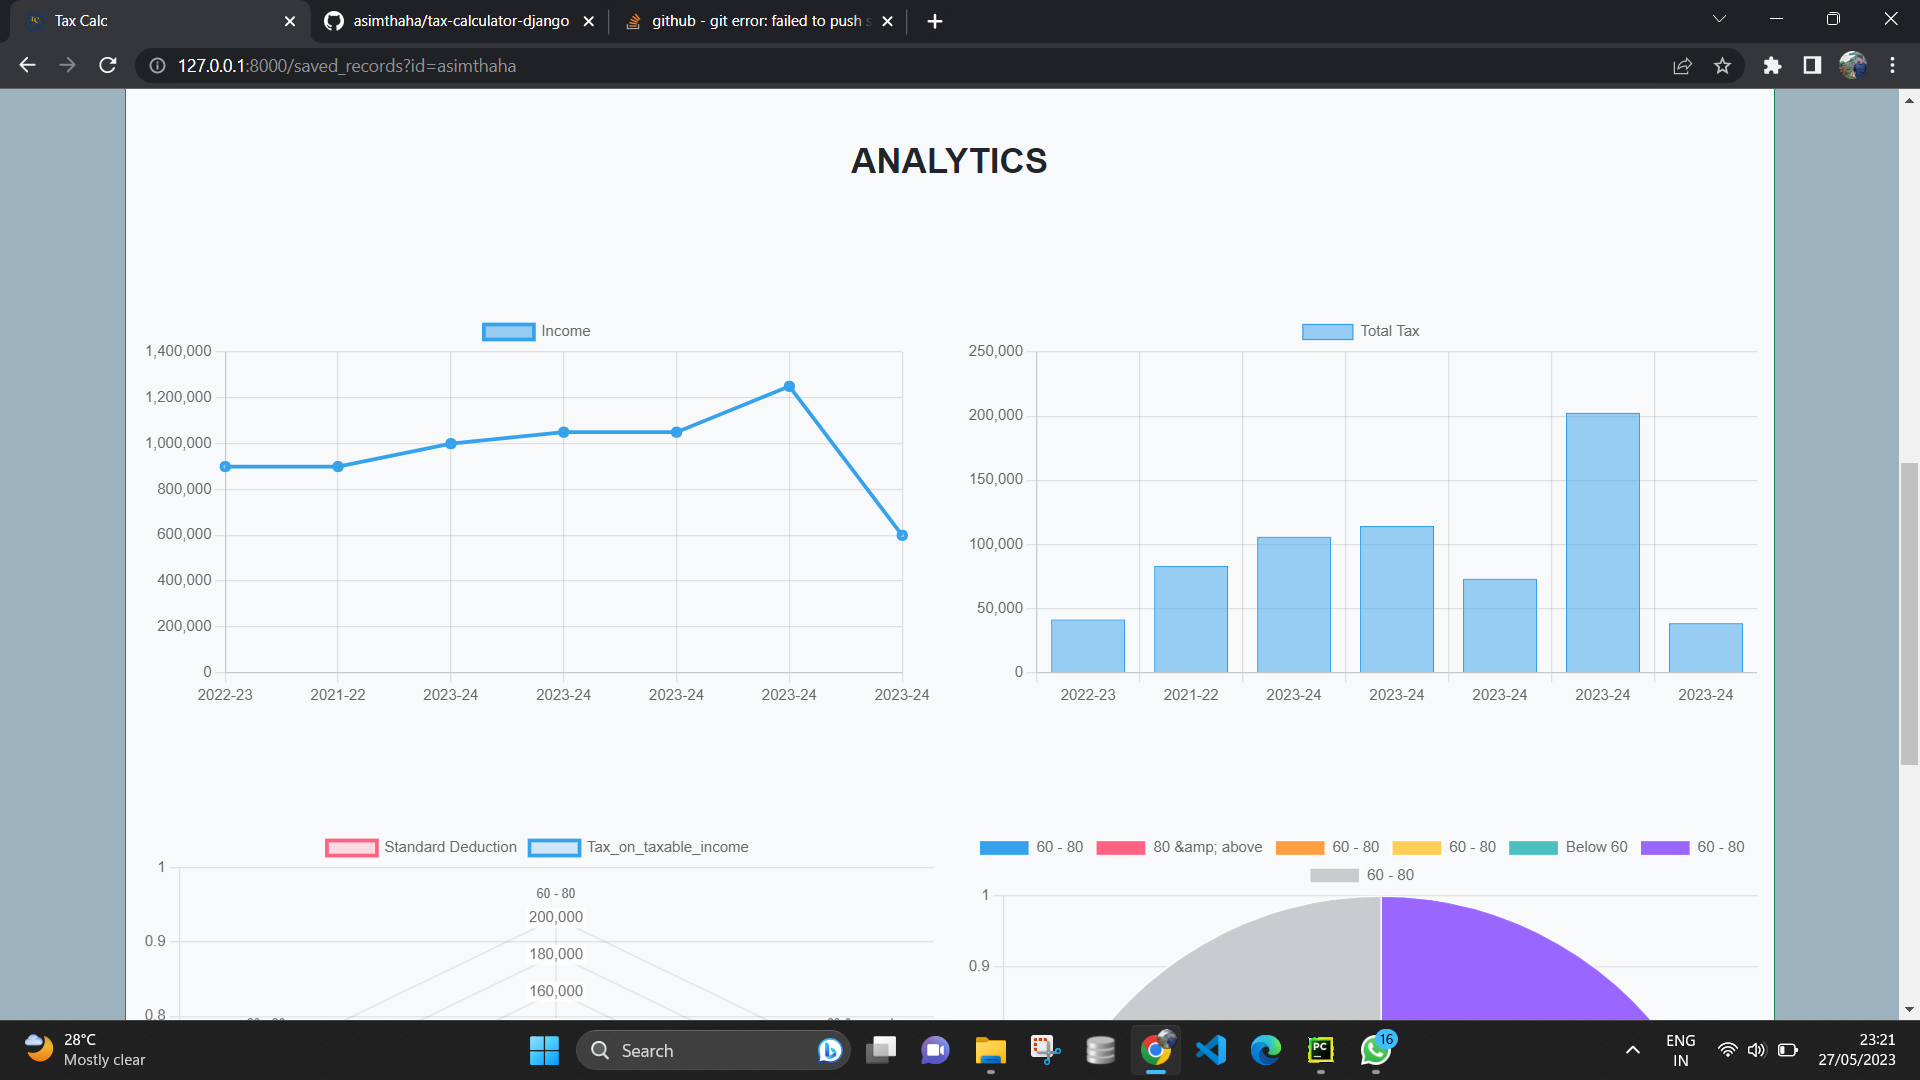 Tax Calc
asimthaha/tax-calculator-django
github - git error: failed to push s
127.0.0.1:8000/saved_records?id=asimthaha
ANALYTICS
Income
1,400,000
1,200,000
1,000,000
800,000
600,000
400,000
200,000
0
2022-23 2021-22 2023-24 2023-24 2023-24 2023-24 2023-24
Total Tax
250,000
200,000
150,000
100,000
50,000
0
2022-23 2021-22 2023-24 2023-24 2023-24 2023-24 2023-24
Standard Deduction Tax_on_taxable_income
1
0.9
0.8
60 - 80
200,000
180,000
160,000
60 - 80 80 &amp; above 60 - 80 60 - 80 Below 60 60 - 80
60 - 80
1
0.9
28°C
Mostly clear
Search
PC
16
ENG
IN
23:21
27/05/2023